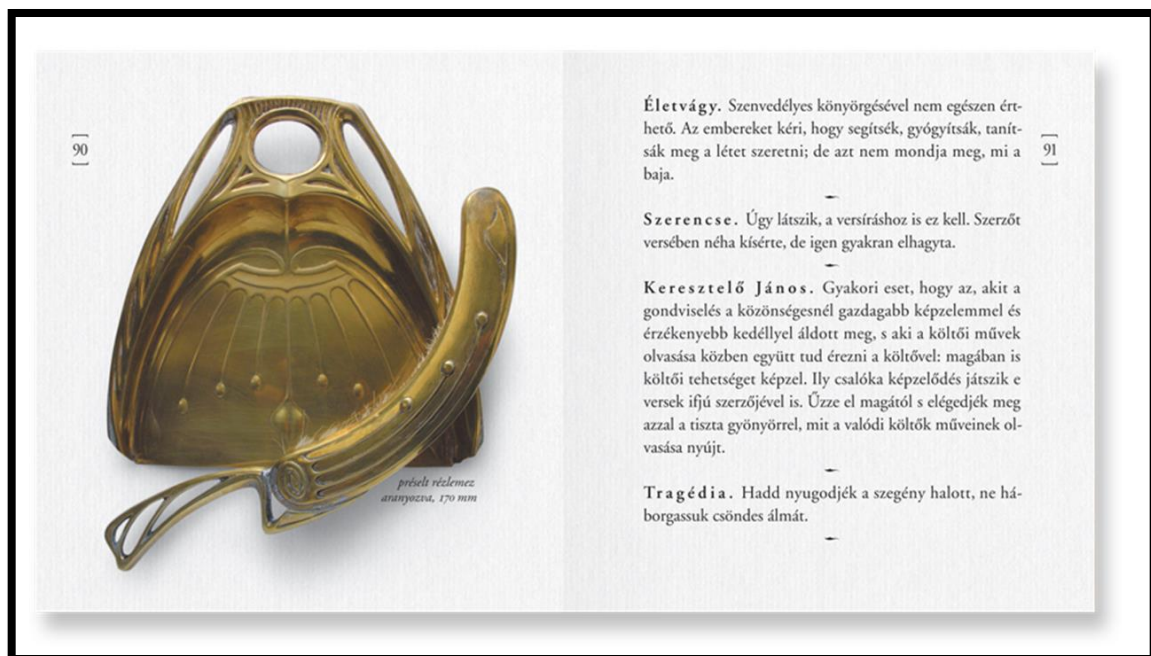 [90]
préselt rézlemez
aranyozva, 170 mm
Életvágy. Szenvedélyes könyörgésével nem egészen ért-
hető. Az embereket kéri, hogy segítsék, gyógyítsák, tanít-
sák meg a létet szeretni; de azt nem mondja meg, mi a
baja.
Szerencse. Úgy látszik, a versíráshoz is ez kell. Szerzőt
versében néha kísérte, de igen gyakran elhagyta.
Keresztelő János. Gyakori eset, hogy az, akit a
gondviselés a közönségesnél gazdagabb képzelemmel és
érzékenyebb kedéllyel áldott meg, s aki a költői művek
olvasása közben együtt tud érezni a költővel: magában is
költői tehetséget képzel. Ily csalóka képzelődés játszik e
versek ifjú szerzőjével is. Űzze el magától s elégedjék meg
azzal a tiszta gyönyörrel, mit a valódi költők műveinek ol-
vasása nyújt.
Tragédia. Hadd nyugodjék a szegény halott, ne há-
borgassuk csöndes álmát.
[91]